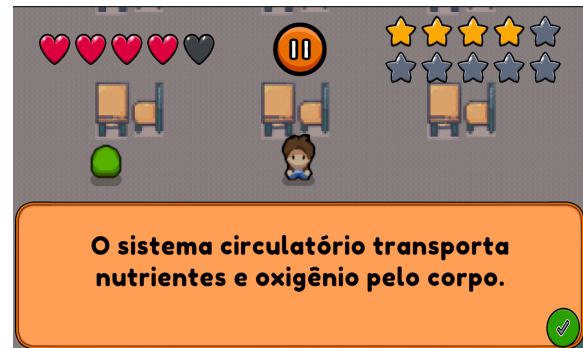 O sistema circulatório transporta
nutrientes e oxigênio pelo corpo.